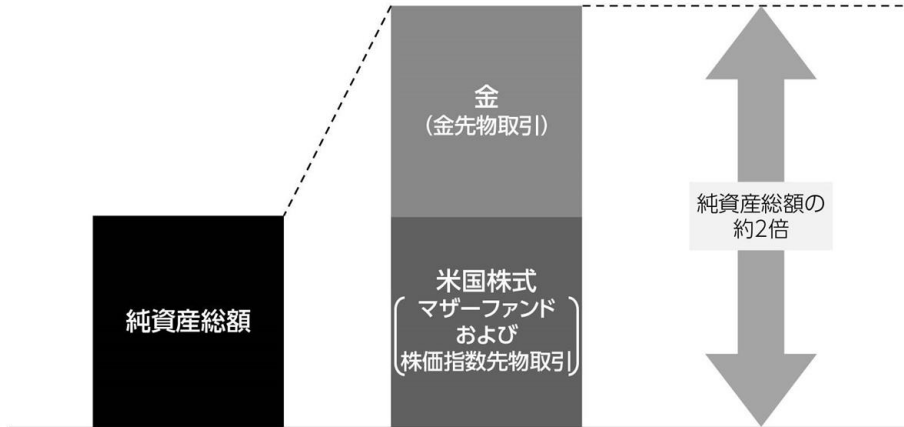 金
（金先物取引）
純資産総額の
約2倍
米国株式
マザーファンド
および
株価指数先物取引
純資産総額